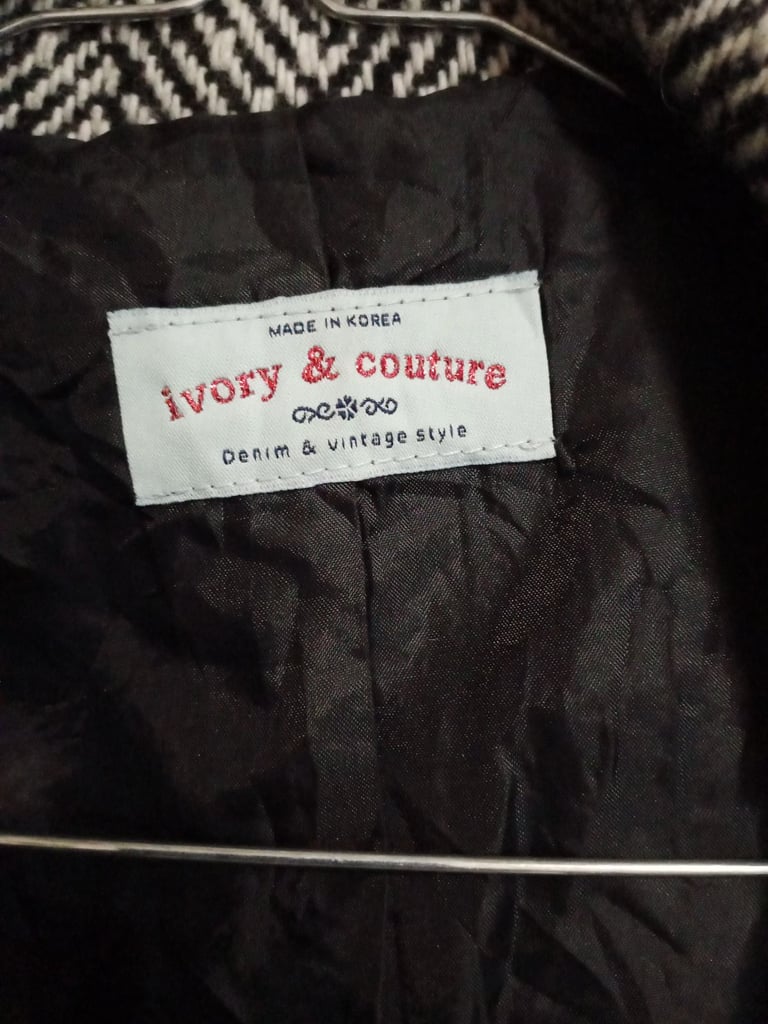 MADE IN KOREA
ivory & couture
Denim & vintage style